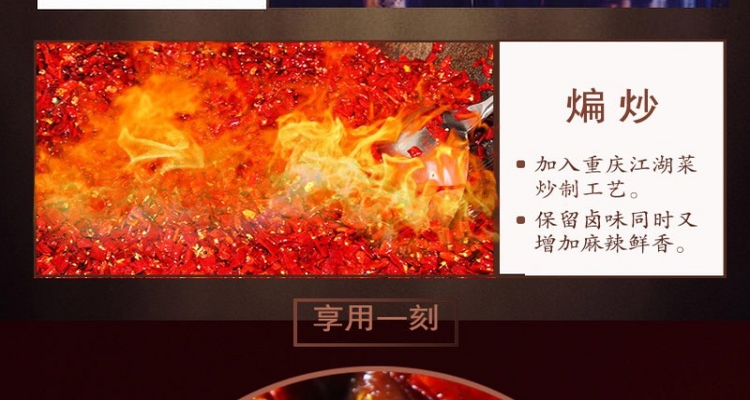 煸炒
加入重庆江湖菜
炒制工艺。
保留卤味同时又
增加麻辣鲜香。
享用一刻